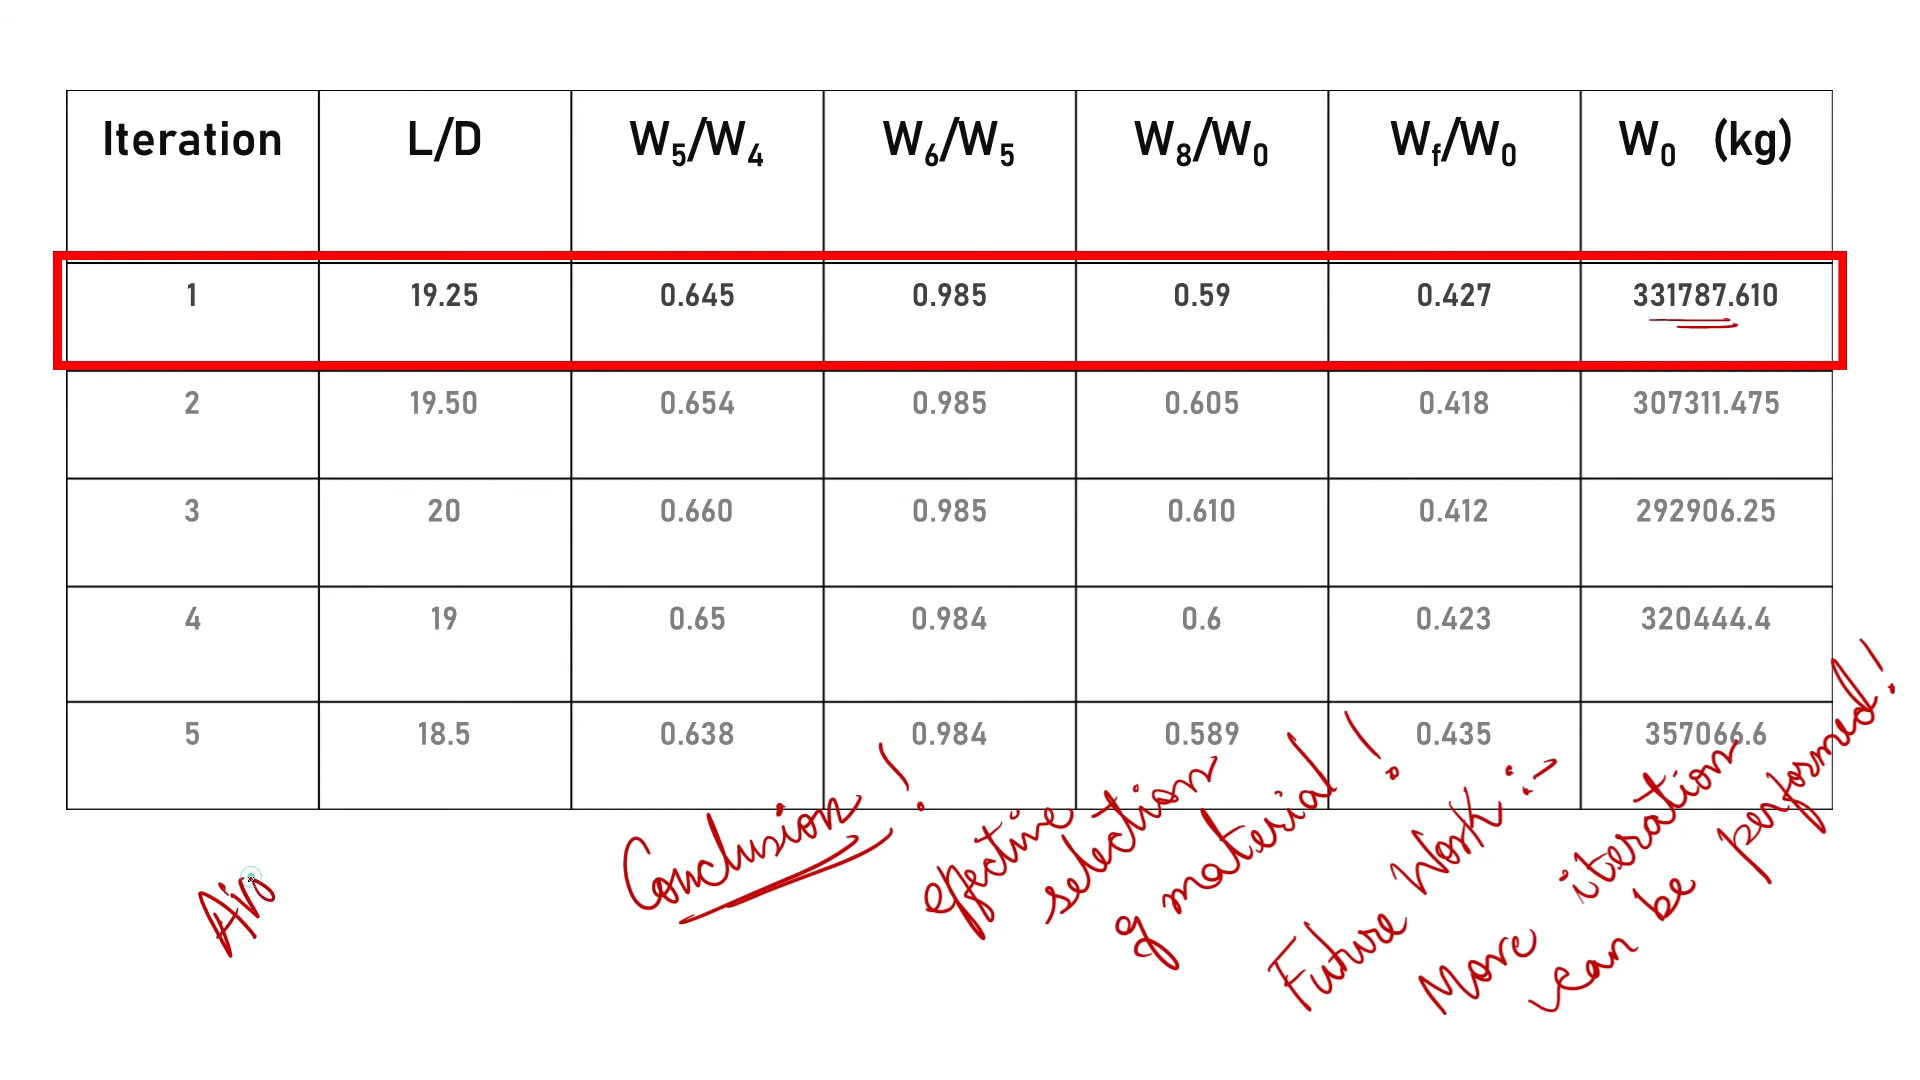 Iteration L/D W₅/W₄ W₆/W₅ W₈/W₀ W_f/W₀ W₀ (kg)
1 19.25 0.645 0.985 0.59 0.427 331787.610
2 19.50 0.654 0.985 0.605 0.418 307311.475
3 20 0.660 0.985 0.610 0.412 292906.25
4 19 0.65 0.984 0.6 0.423 320444.4
5 18.5 0.638 0.984 0.589 0.435 357066.6
Conclusion!
effective
selection
of material!
Future Work :-
More iteration
can be performed!